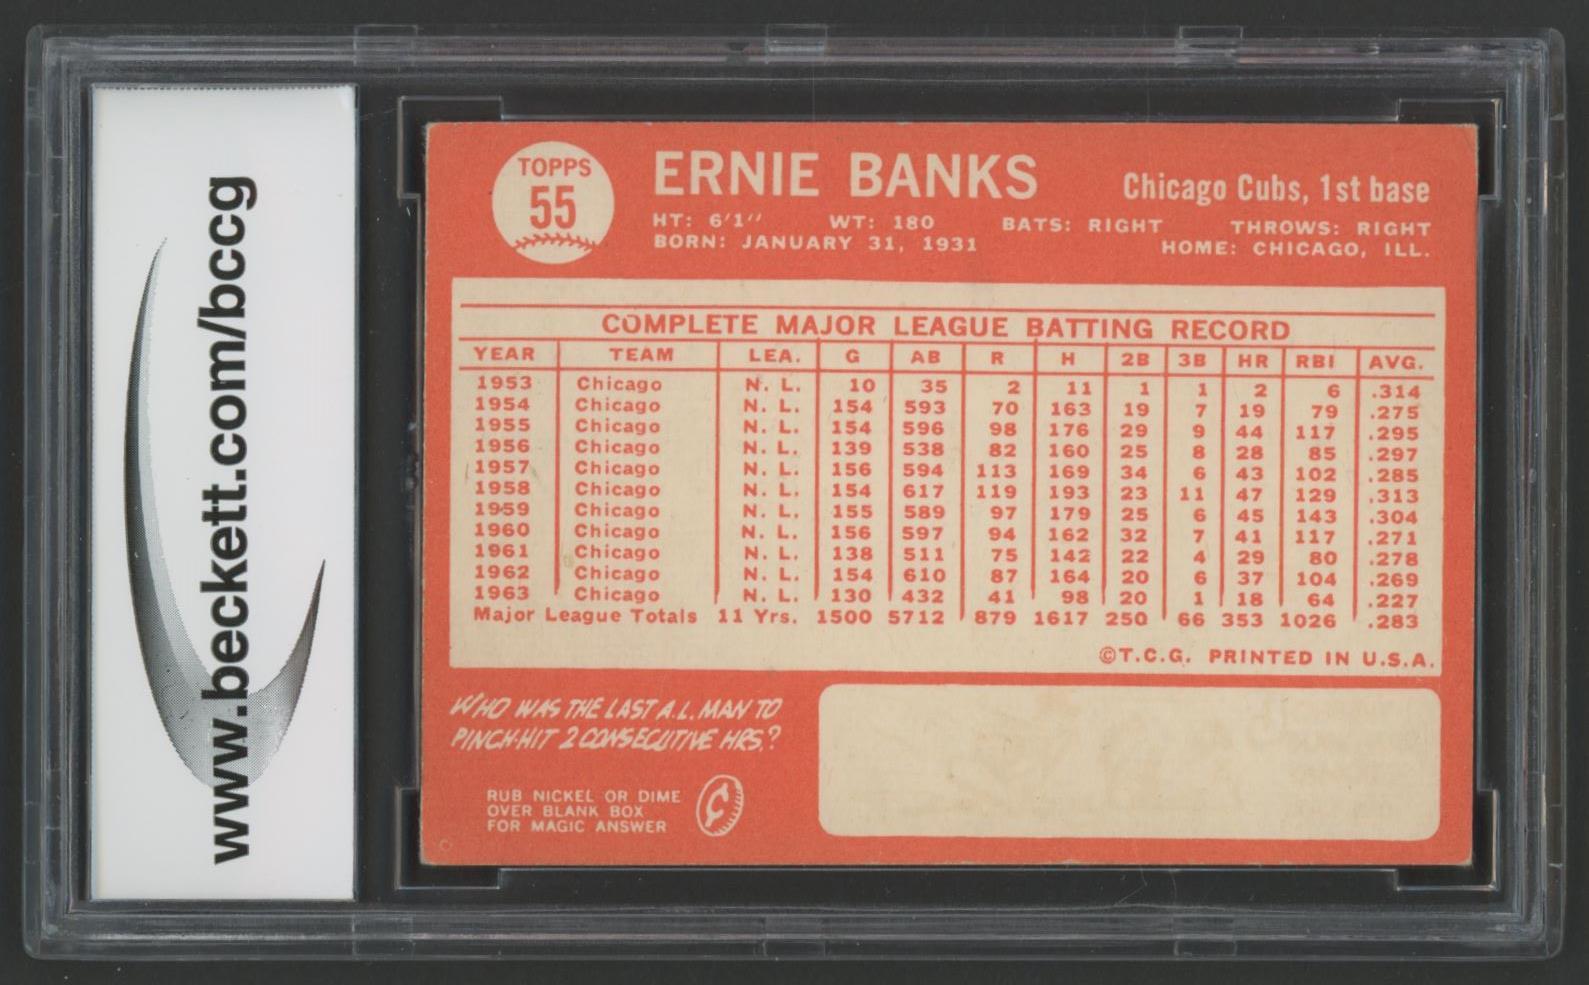 www.beckett.com/bccg
TOPPS
55
ERNIE BANKS
Chicago Cubs, 1st base
HT: 6'1" WT: 180 BATS: RIGHT THROWS: RIGHT
BORN: JANUARY 31, 1931 HOME: CHICAGO, ILL.
COMPLETE MAJOR LEAGUE BATTING RECORD
YEAR TEAM LEA. G AB R H 2B 3B HR RBI AVG.
1953 Chicago N. L. 10 35 2 11 1 1 2 6 .314
1954 Chicago N. L. 154 593 70 163 19 7 19 79 .275
1955 Chicago N. L. 154 596 98 176 29 9 44 117 .295
1956 Chicago N. L. 139 538 82 160 25 8 28 85 .297
1957 Chicago N. L. 156 594 113 169 34 6 43 102 .285
1958 Chicago N. L. 154 617 119 193 23 11 47 129 .313
1959 Chicago N. L. 155 589 97 179 25 6 45 143 .304
1960 Chicago N. L. 156 597 94 162 32 7 41 117 .271
1961 Chicago N. L. 138 511 75 142 22 4 29 80 .278
1962 Chicago N. L. 154 610 87 164 20 6 37 104 .269
1963 Chicago N. L. 130 432 41 98 20 1 18 64 .227
Major League Totals 11 Yrs. 1500 5712 879 1617 250 66 353 1026 .283
©T.C.G. PRINTED IN U.S.A.
WHO WAS THE LAST A.L. MAN TO
PINCH-HIT 2 CONSECUTIVE HRS.?
RUB NICKEL OR DIME
OVER BLANK BOX
FOR MAGIC ANSWER
¢